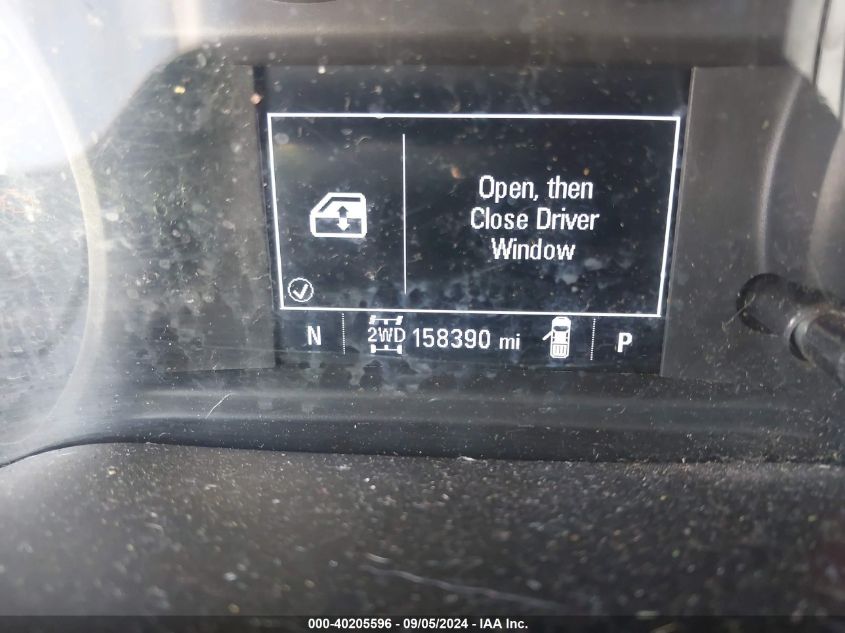 Open, then
Close Driver
Window
N 2WD 158390 mi P
000-40205596 - 09/05/2024 - IAA Inc.